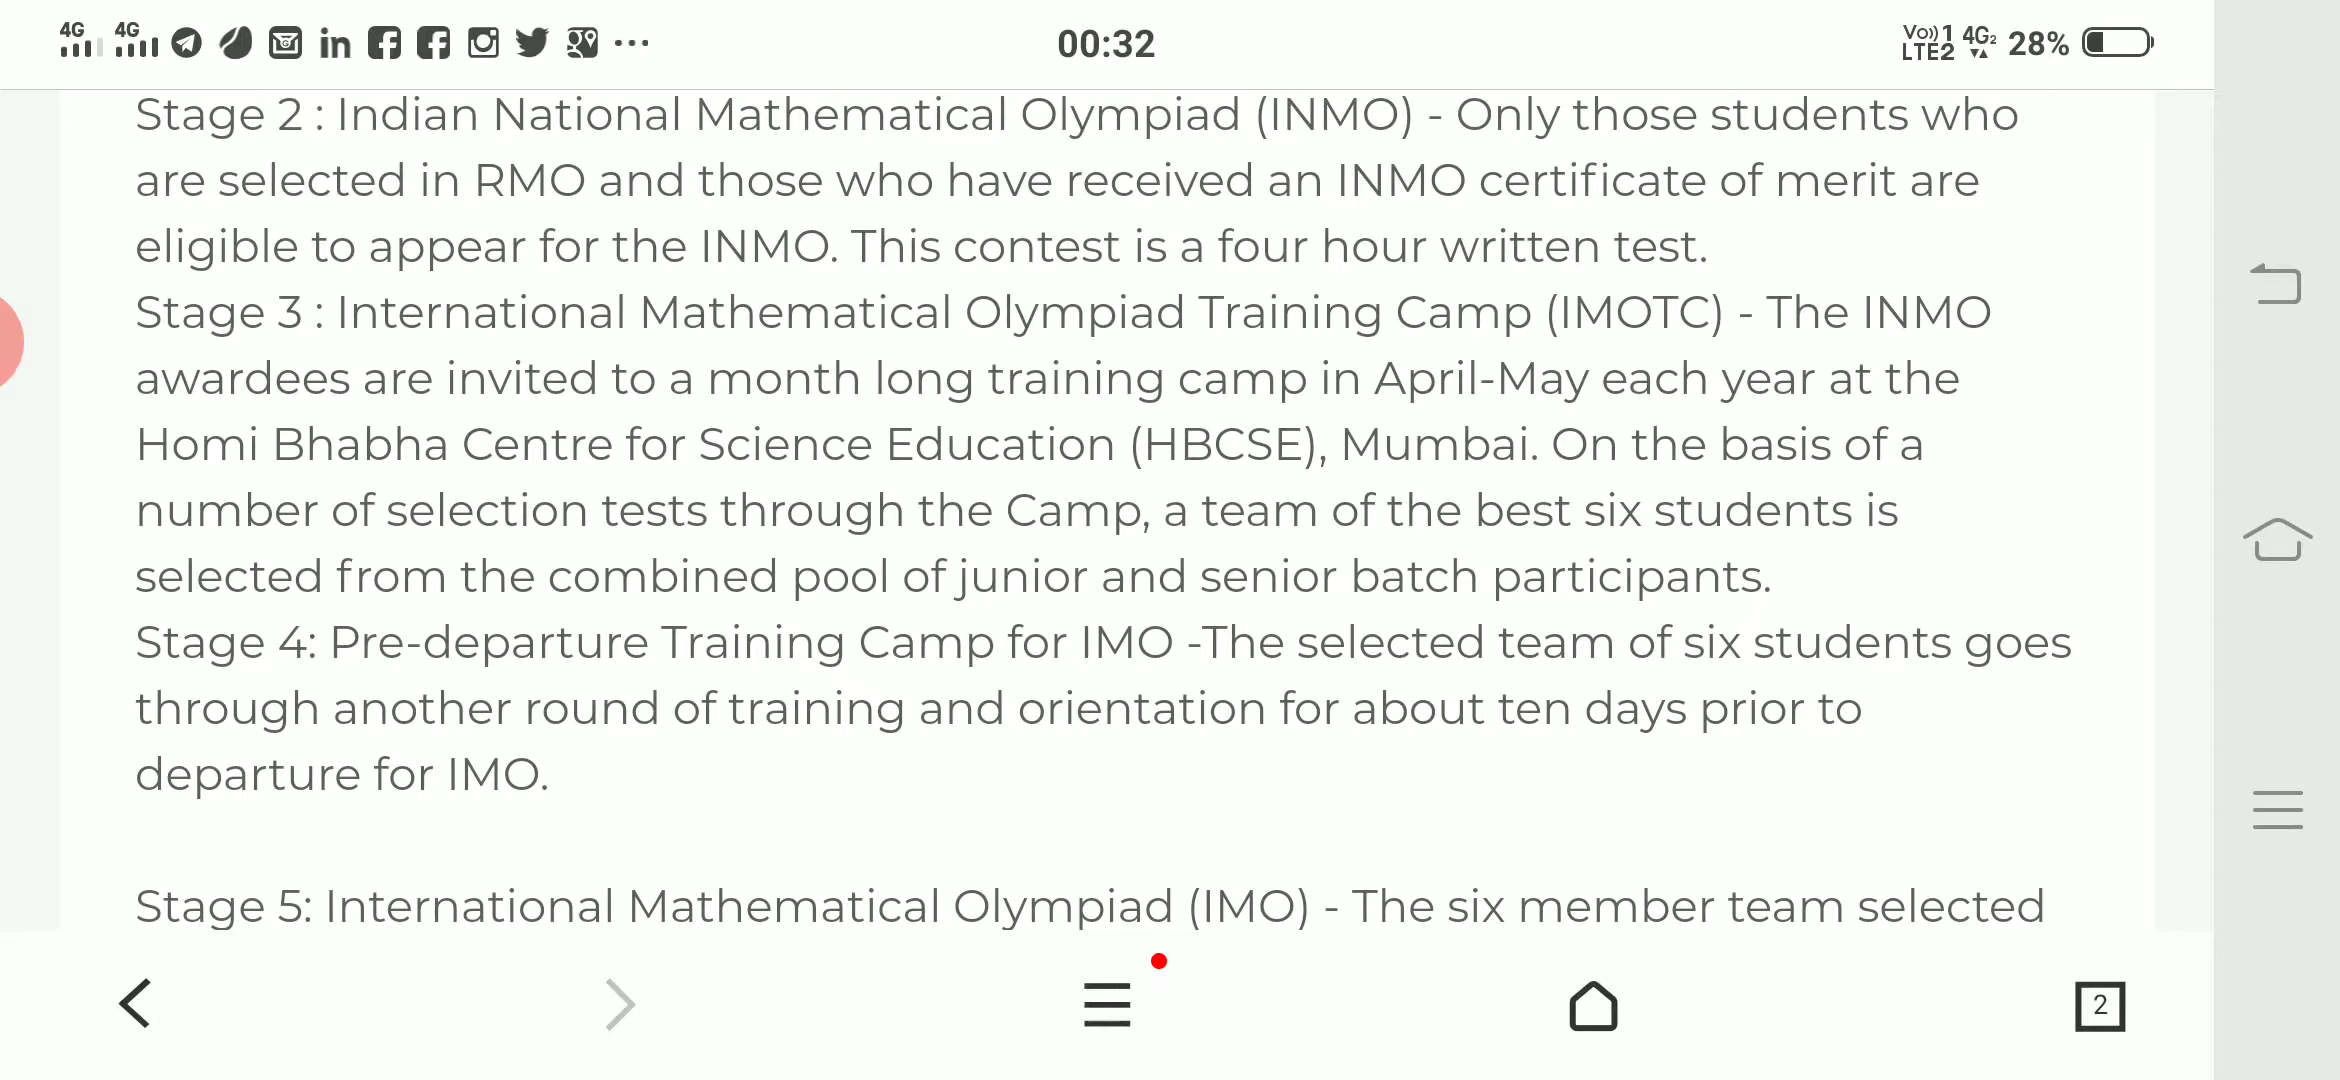 4G 4G in 00:32 Vo)) 1 LTE2 4G2 28%
Stage 2 : Indian National Mathematical Olympiad (INMO) - Only those students who
are selected in RMO and those who have received an INMO certificate of merit are
eligible to appear for the INMO. This contest is a four hour written test.
Stage 3 : International Mathematical Olympiad Training Camp (IMOTC) - The INMO
awardees are invited to a month long training camp in April-May each year at the
Homi Bhabha Centre for Science Education (HBCSE), Mumbai. On the basis of a
number of selection tests through the Camp, a team of the best six students is
selected from the combined pool of junior and senior batch participants.
Stage 4: Pre-departure Training Camp for IMO -The selected team of six students goes
through another round of training and orientation for about ten days prior to
departure for IMO.
Stage 5: International Mathematical Olympiad (IMO) - The six member team selected
2